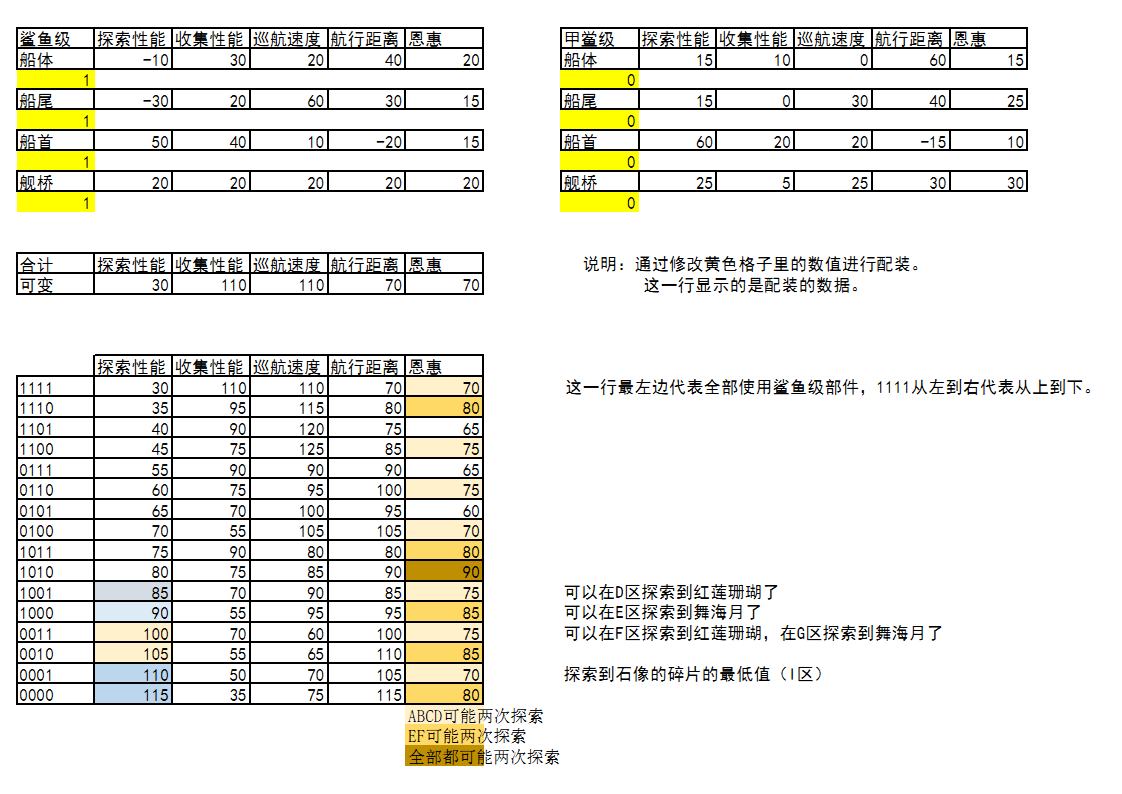 鲨鱼级 探索性能 收集性能 巡航速度 航行距离 恩惠
船体 -10 30 20 40 20
1
船尾 -30 20 60 30 15
1
船首 50 40 10 -20 15
1
舰桥 20 20 20 20 20
1
甲鲎级 探索性能 收集性能 巡航速度 航行距离 恩惠
船体 15 10 0 60 15
0
船尾 15 0 30 40 25
0
船首 60 20 20 -15 10
0
舰桥 25 5 25 30 30
0
合计 探索性能 收集性能 巡航速度 航行距离 恩惠
可变 30 110 110 70 70
说明：通过修改黄色格子里的数值进行配装。
这一行显示的是配装的数据。
探索性能 收集性能 巡航速度 航行距离 恩惠
1111 30 110 110 70 70 这一行最左边代表全部使用鲨鱼级部件，1111从左到右代表从上到下。
1110 35 95 115 80 80
1101 40 90 120 75 65
1100 45 75 125 85 75
0111 55 90 90 90 65
0110 60 75 95 100 75
0101 65 70 100 95 60
0100 70 55 105 105 70
1011 75 90 80 80 80
1010 80 75 85 90 90
1001 85 70 90 85 75 可以在D区探索到红莲珊瑚了
1000 90 55 95 95 85 可以在E区探索到舞海月了
0011 100 70 60 100 75 可以在F区探索到红莲珊瑚，在G区探索到舞海月了
0010 105 55 65 110 85
0001 110 50 70 105 70 探索到石像的碎片的最低值（I区）
0000 115 35 75 115 80
ABCD可能两次探索
EF可能两次探索
全部都可能两次探索